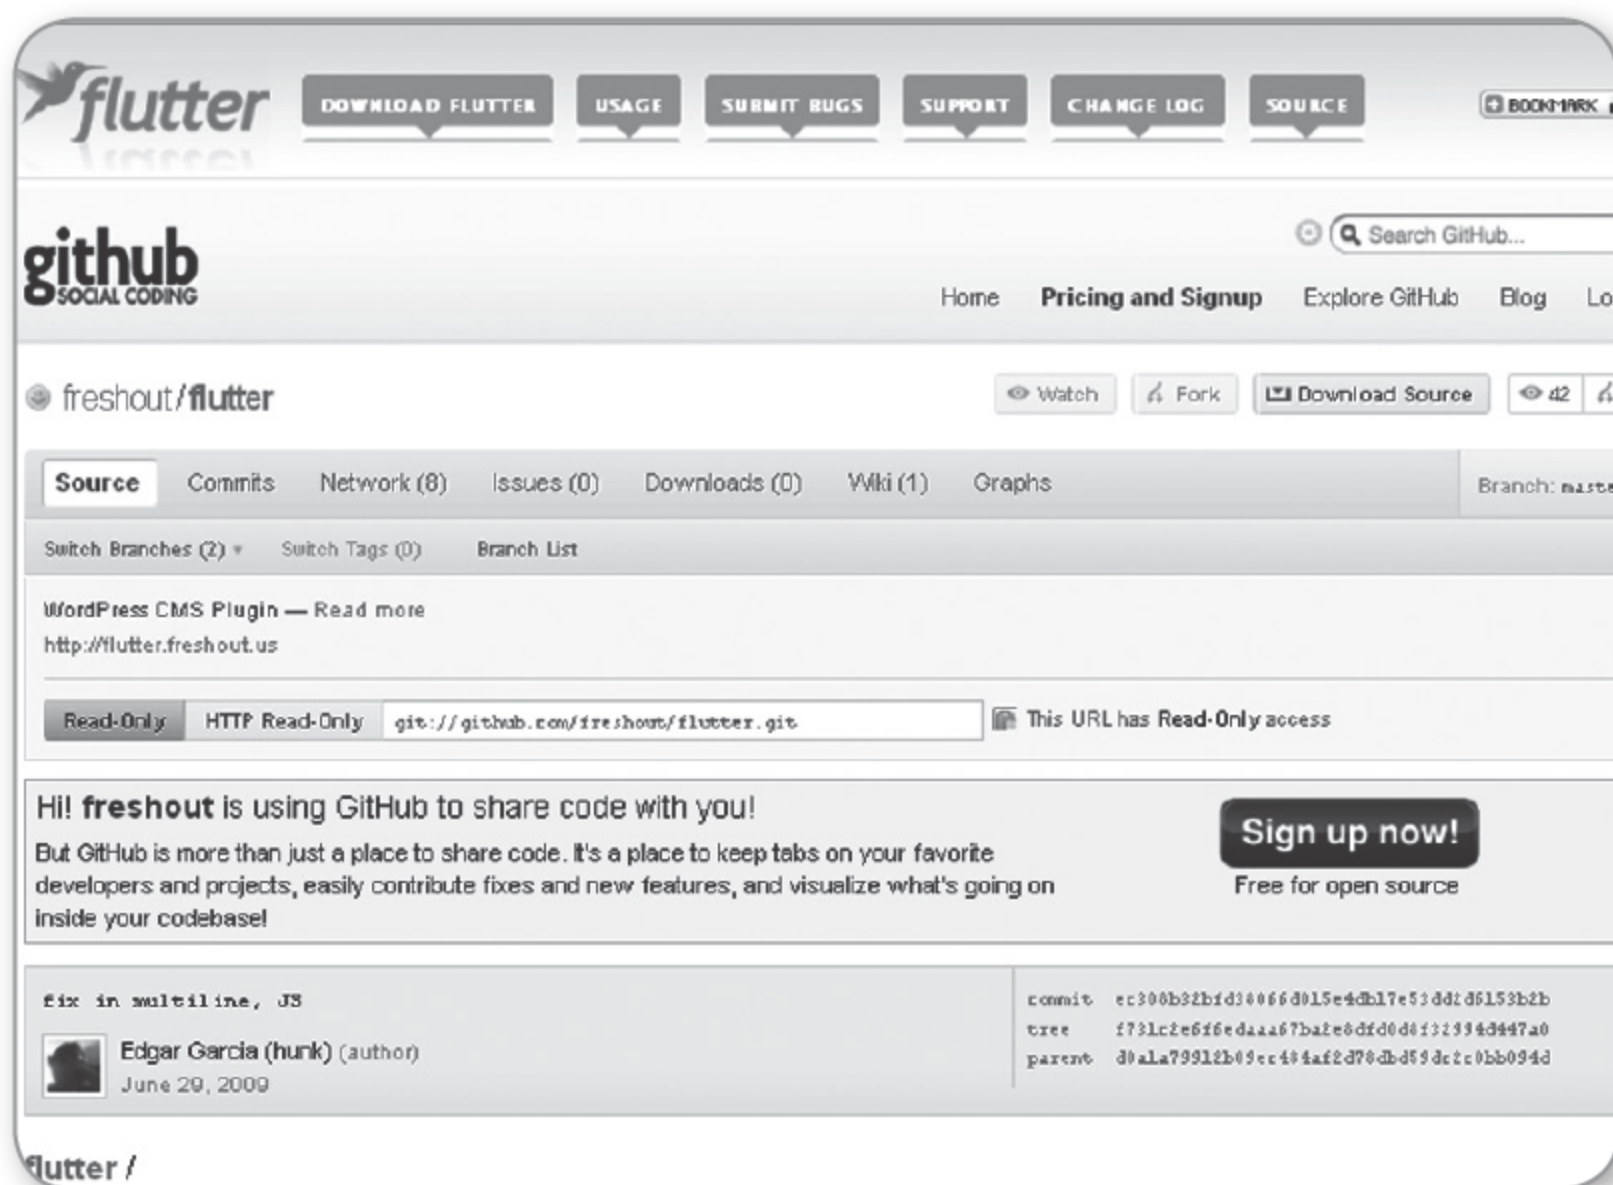 flutter DOWNLOAD FLUTTER USAGE SUBMIT BUGS SUPPORT CHANGE LOG SOURCE BOOKMARK
github
SOCIAL CODING
Search GitHub...
Home Pricing and Signup Explore GitHub Blog Lo
freshout/flutter Watch Fork Download Source 42
Source Commits Network (8) Issues (0) Downloads (0) Wiki (1) Graphs Branch: maste
Switch Branches (2) Switch Tags (0) Branch List
WordPress CMS Plugin — Read more
http://flutter.freshout.us
Read-Only HTTP Read-Only git://github.com/freshout/flutter.git This URL has Read-Only access
Hi! freshout is using GitHub to share code with you!
But GitHub is more than just a place to share code. It's a place to keep tabs on your favorite
developers and projects, easily contribute fixes and new features, and visualize what's going on
inside your codebase!
Sign up now!
Free for open source
fix in multiline, JS
Edgar Garcia (hunk) (author)
June 29, 2009
commit
tree
parent
flutter /